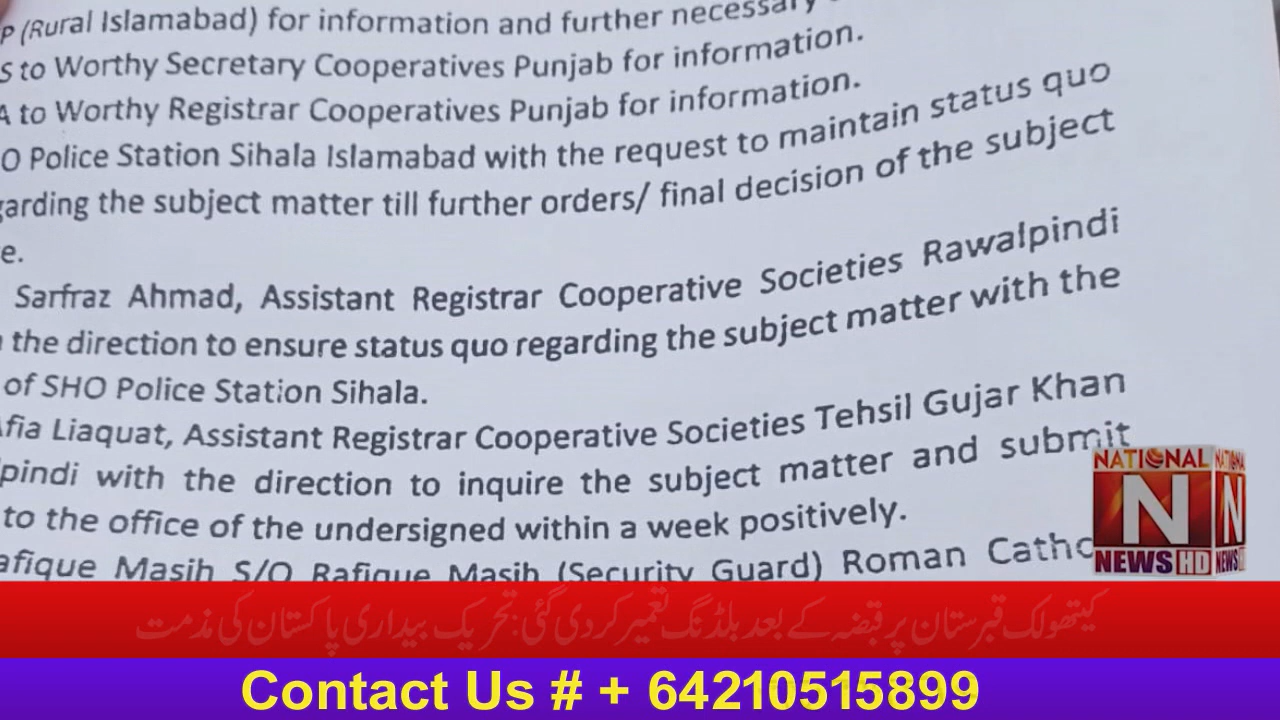 P (Rural Islamabad) for information and further necessary
S to Worthy Secretary Cooperatives Punjab for information.
A to Worthy Registrar Cooperatives Punjab for information.
O Police Station Sihala Islamabad with the request to maintain status quo
garding the subject matter till further orders/ final decision of the subject
e.
Sarfraz Ahmad, Assistant Registrar Cooperative Societies Rawalpindi
the direction to ensure status quo regarding the subject matter with the
of SHO Police Station Sihala.
Afia Liaquat, Assistant Registrar Cooperative Societies Tehsil Gujar Khan
pindi with the direction to inquire the subject matter and submit
to the office of the undersigned within a week positively.
afique Masih S/O Rafique Masih (Security Guard) Roman Catho
NATIONAL
N
NEWS HD
کیتھولک قبرستان پر قبضہ کے بعد بلڈنگ تعمیر کر دی گئی: تحریک بیداری پاکستان کی مذمت
Contact Us # + 64210515899